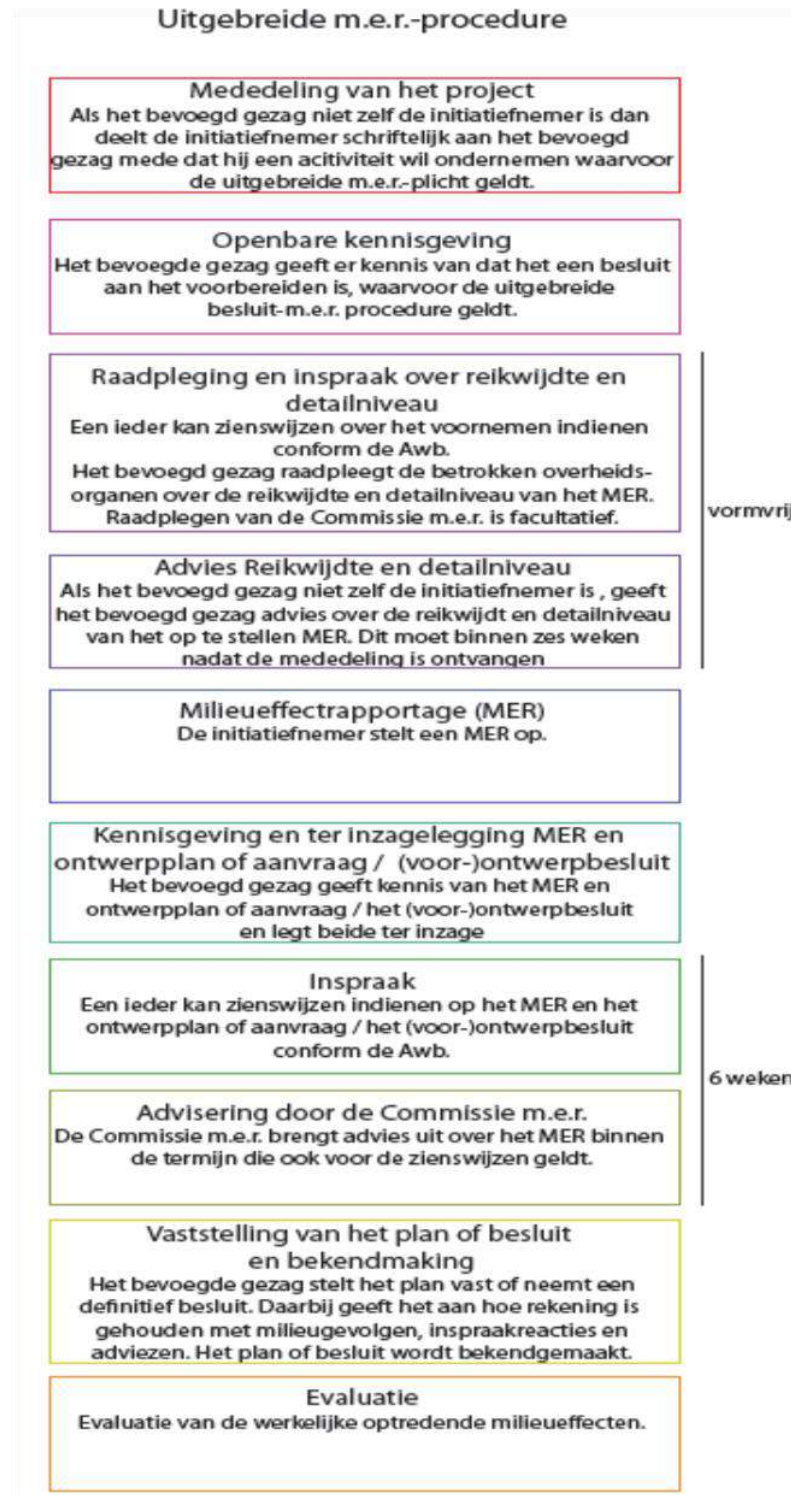 Uitgebreide m.e.r.-procedure
Mededeling van het project
Als het bevoegd gezag niet zelf de initiatiefnemer is dan
deelt de initiatiefnemer schriftelijk aan het bevoegd
gezag mede dat hij een acitiviteit wil ondernemen waarvoor
de uitgebreide m.e.r.-plicht geldt.
Openbare kennisgeving
Het bevoegde gezag geeft er kennis van dat het een besluit
aan het voorbereiden is, waarvoor de uitgebreide
besluit-m.e.r. procedure geldt.
Raadpleging en inspraak over reikwijdte en
detailniveau
Een ieder kan zienswijzen over het voornemen indienen
conform de Awb.
Het bevoegd gezag raadpleegt de betrokken overheids-
organen over de reikwijdte en detailniveau van het MER.
Raadplegen van de Commissie m.e.r. is facultatief.
vormvrij
Advies Reikwijdte en detailniveau
Als het bevoegd gezag niet zelf de initiatiefnemer is , geeft
het bevoegd gezag advies over de reikwijdt en detailniveau
van het op te stellen MER. Dit moet binnen zes weken
nadat de mededeling is ontvangen
Milieueffectrapportage (MER)
De initiatiefnemer stelt een MER op.
Kennisgeving en ter inzagelegging MER en
ontwerpplan of aanvraag / (voor-)ontwerpbesluit
Het bevoegd gezag geeft kennis van het MER en
ontwerpplan of aanvraag / het (voor-)ontwerpbesluit
en legt beide ter inzage
Inspraak
Een ieder kan zienswijzen indienen op het MER en het
ontwerpplan of aanvraag / het (voor-)ontwerpbesluit
conform de Awb.
6 weken
Advisering door de Commissie m.e.r.
De Commissie m.e.r. brengt advies uit over het MER binnen
de termijn die ook voor de zienswijzen geldt.
Vaststelling van het plan of besluit
en bekendmaking
Het bevoegde gezag stelt het plan vast of neemt een
definitief besluit. Daarbij geeft het aan hoe rekening is
gehouden met milieugevolgen, inspraakreacties en
adviezen. Het plan of besluit wordt bekendgemaakt.
Evaluatie
Evaluatie van de werkelijke optredende milieueffecten.